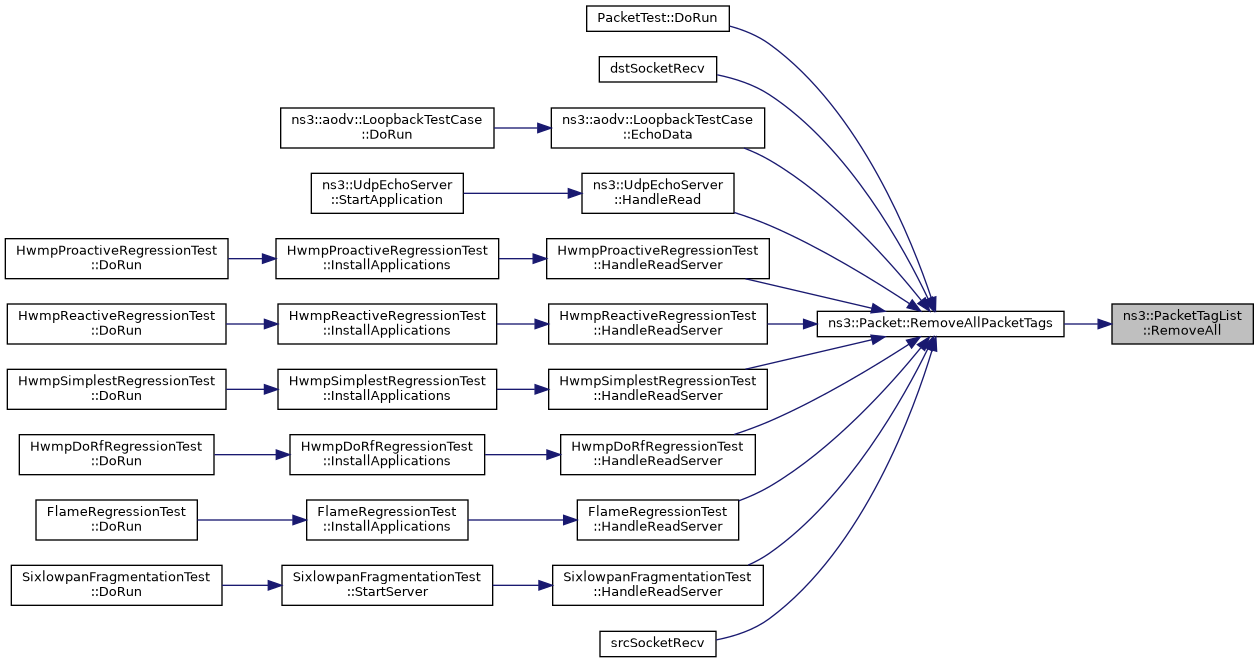 PacketTest::DoRun
dstSocketRecv
ns3::aodv::LoopbackTestCase
::DoRun
ns3::aodv::LoopbackTestCase
::EchoData
ns3::UdpEchoServer
::StartApplication
ns3::UdpEchoServer
::HandleRead
HwmpProactiveRegressionTest
::DoRun
HwmpProactiveRegressionTest
::InstallApplications
HwmpProactiveRegressionTest
::HandleReadServer
HwmpReactiveRegressionTest
::DoRun
HwmpReactiveRegressionTest
::InstallApplications
HwmpReactiveRegressionTest
::HandleReadServer
ns3::Packet::RemoveAllPacketTags
ns3::PacketTagList
::RemoveAll
HwmpSimplestRegressionTest
::DoRun
HwmpSimplestRegressionTest
::InstallApplications
HwmpSimplestRegressionTest
::HandleReadServer
HwmpDoRfRegressionTest
::DoRun
HwmpDoRfRegressionTest
::InstallApplications
HwmpDoRfRegressionTest
::HandleReadServer
FlameRegressionTest
::DoRun
FlameRegressionTest
::InstallApplications
FlameRegressionTest
::HandleReadServer
SixlowpanFragmentationTest
::DoRun
SixlowpanFragmentationTest
::StartServer
SixlowpanFragmentationTest
::HandleReadServer
srcSocketRecv